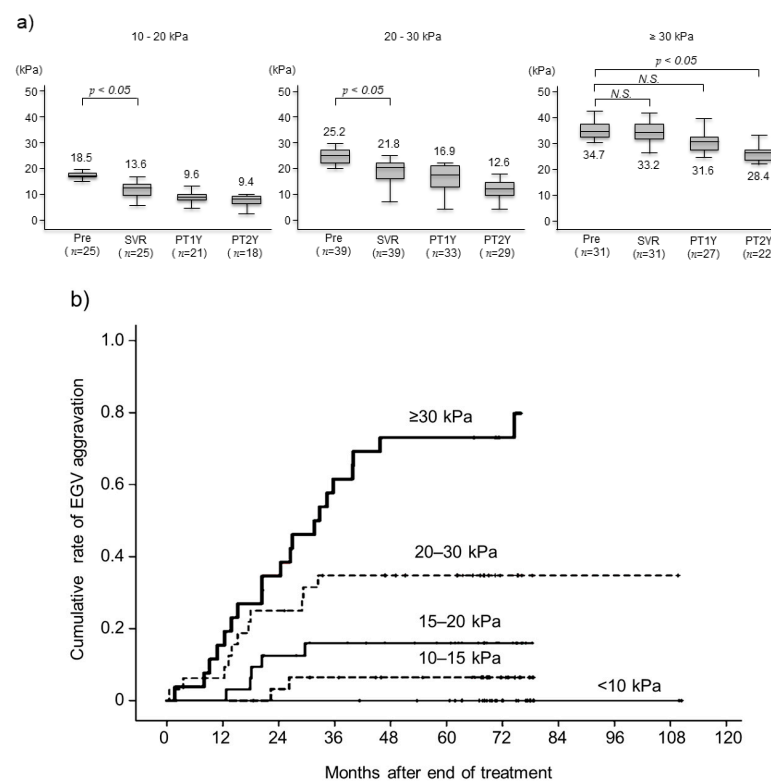 a)
10 - 20 kPa
20 - 30 kPa
≥ 30 kPa
(kPa)
50
40
30
20
10
0
p < 0.05
18.5
13.6
9.6
9.4
Pre
(n=25)
SVR
(n=25)
PT1Y
(n=21)
PT2Y
(n=18)
(kPa)
50
40
30
20
10
0
p < 0.05
25.2
21.8
16.9
12.6
Pre
(n=39)
SVR
(n=39)
PT1Y
(n=33)
PT2Y
(n=29)
(kPa)
50
40
30
20
10
0
p < 0.05
N.S.
N.S.
34.7
33.2
31.6
28.4
Pre
(n=31)
SVR
(n=31)
PT1Y
(n=27)
PT2Y
(n=22)
b)
Cumulative rate of EGV aggravation
1.0
0.8
0.6
0.4
0.2
0
≥30 kPa
20–30 kPa
15–20 kPa
10–15 kPa
<10 kPa
0 12 24 36 48 60 72 84 96 108 120
Months after end of treatment